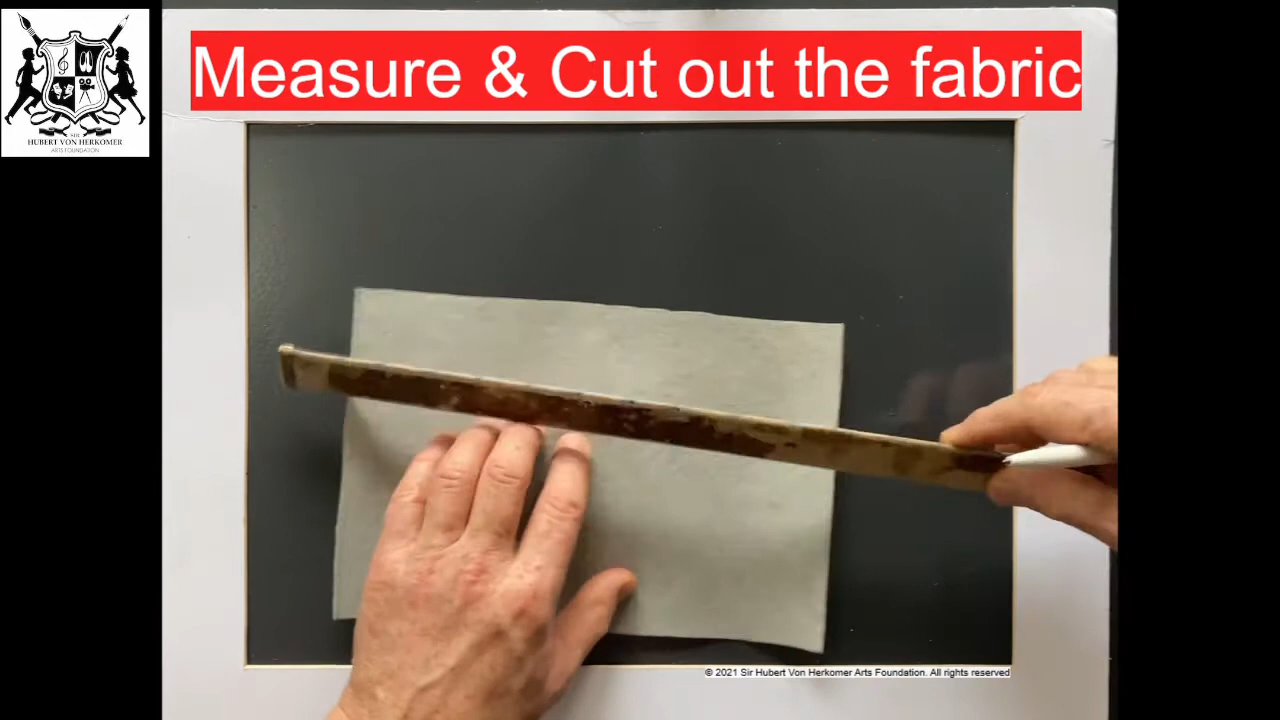 Measure & Cut out the fabric
SIR
HUBERT VON HERKOMER
ARTS FOUNDATION
© 2021 Sir Hubert Von Herkomer Arts Foundation. All rights reserved